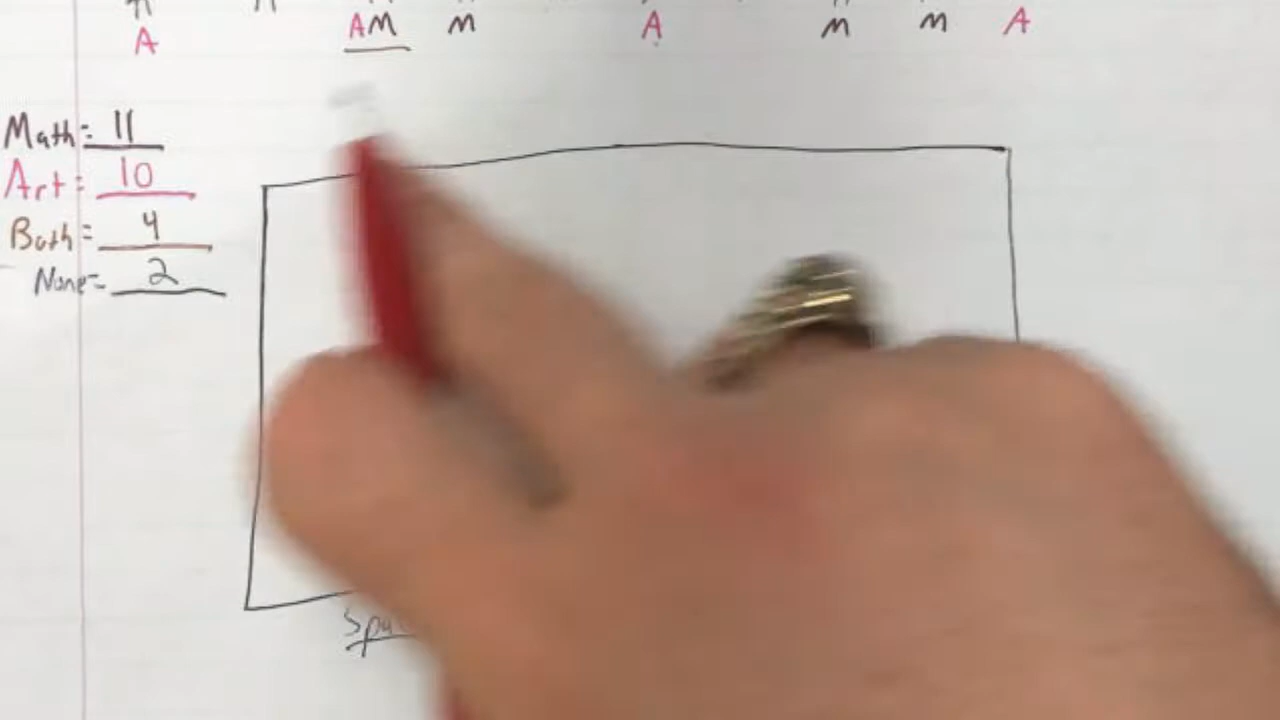 A AM m A m m A
Math= 11
Art= 10
Both= 4
None= 2